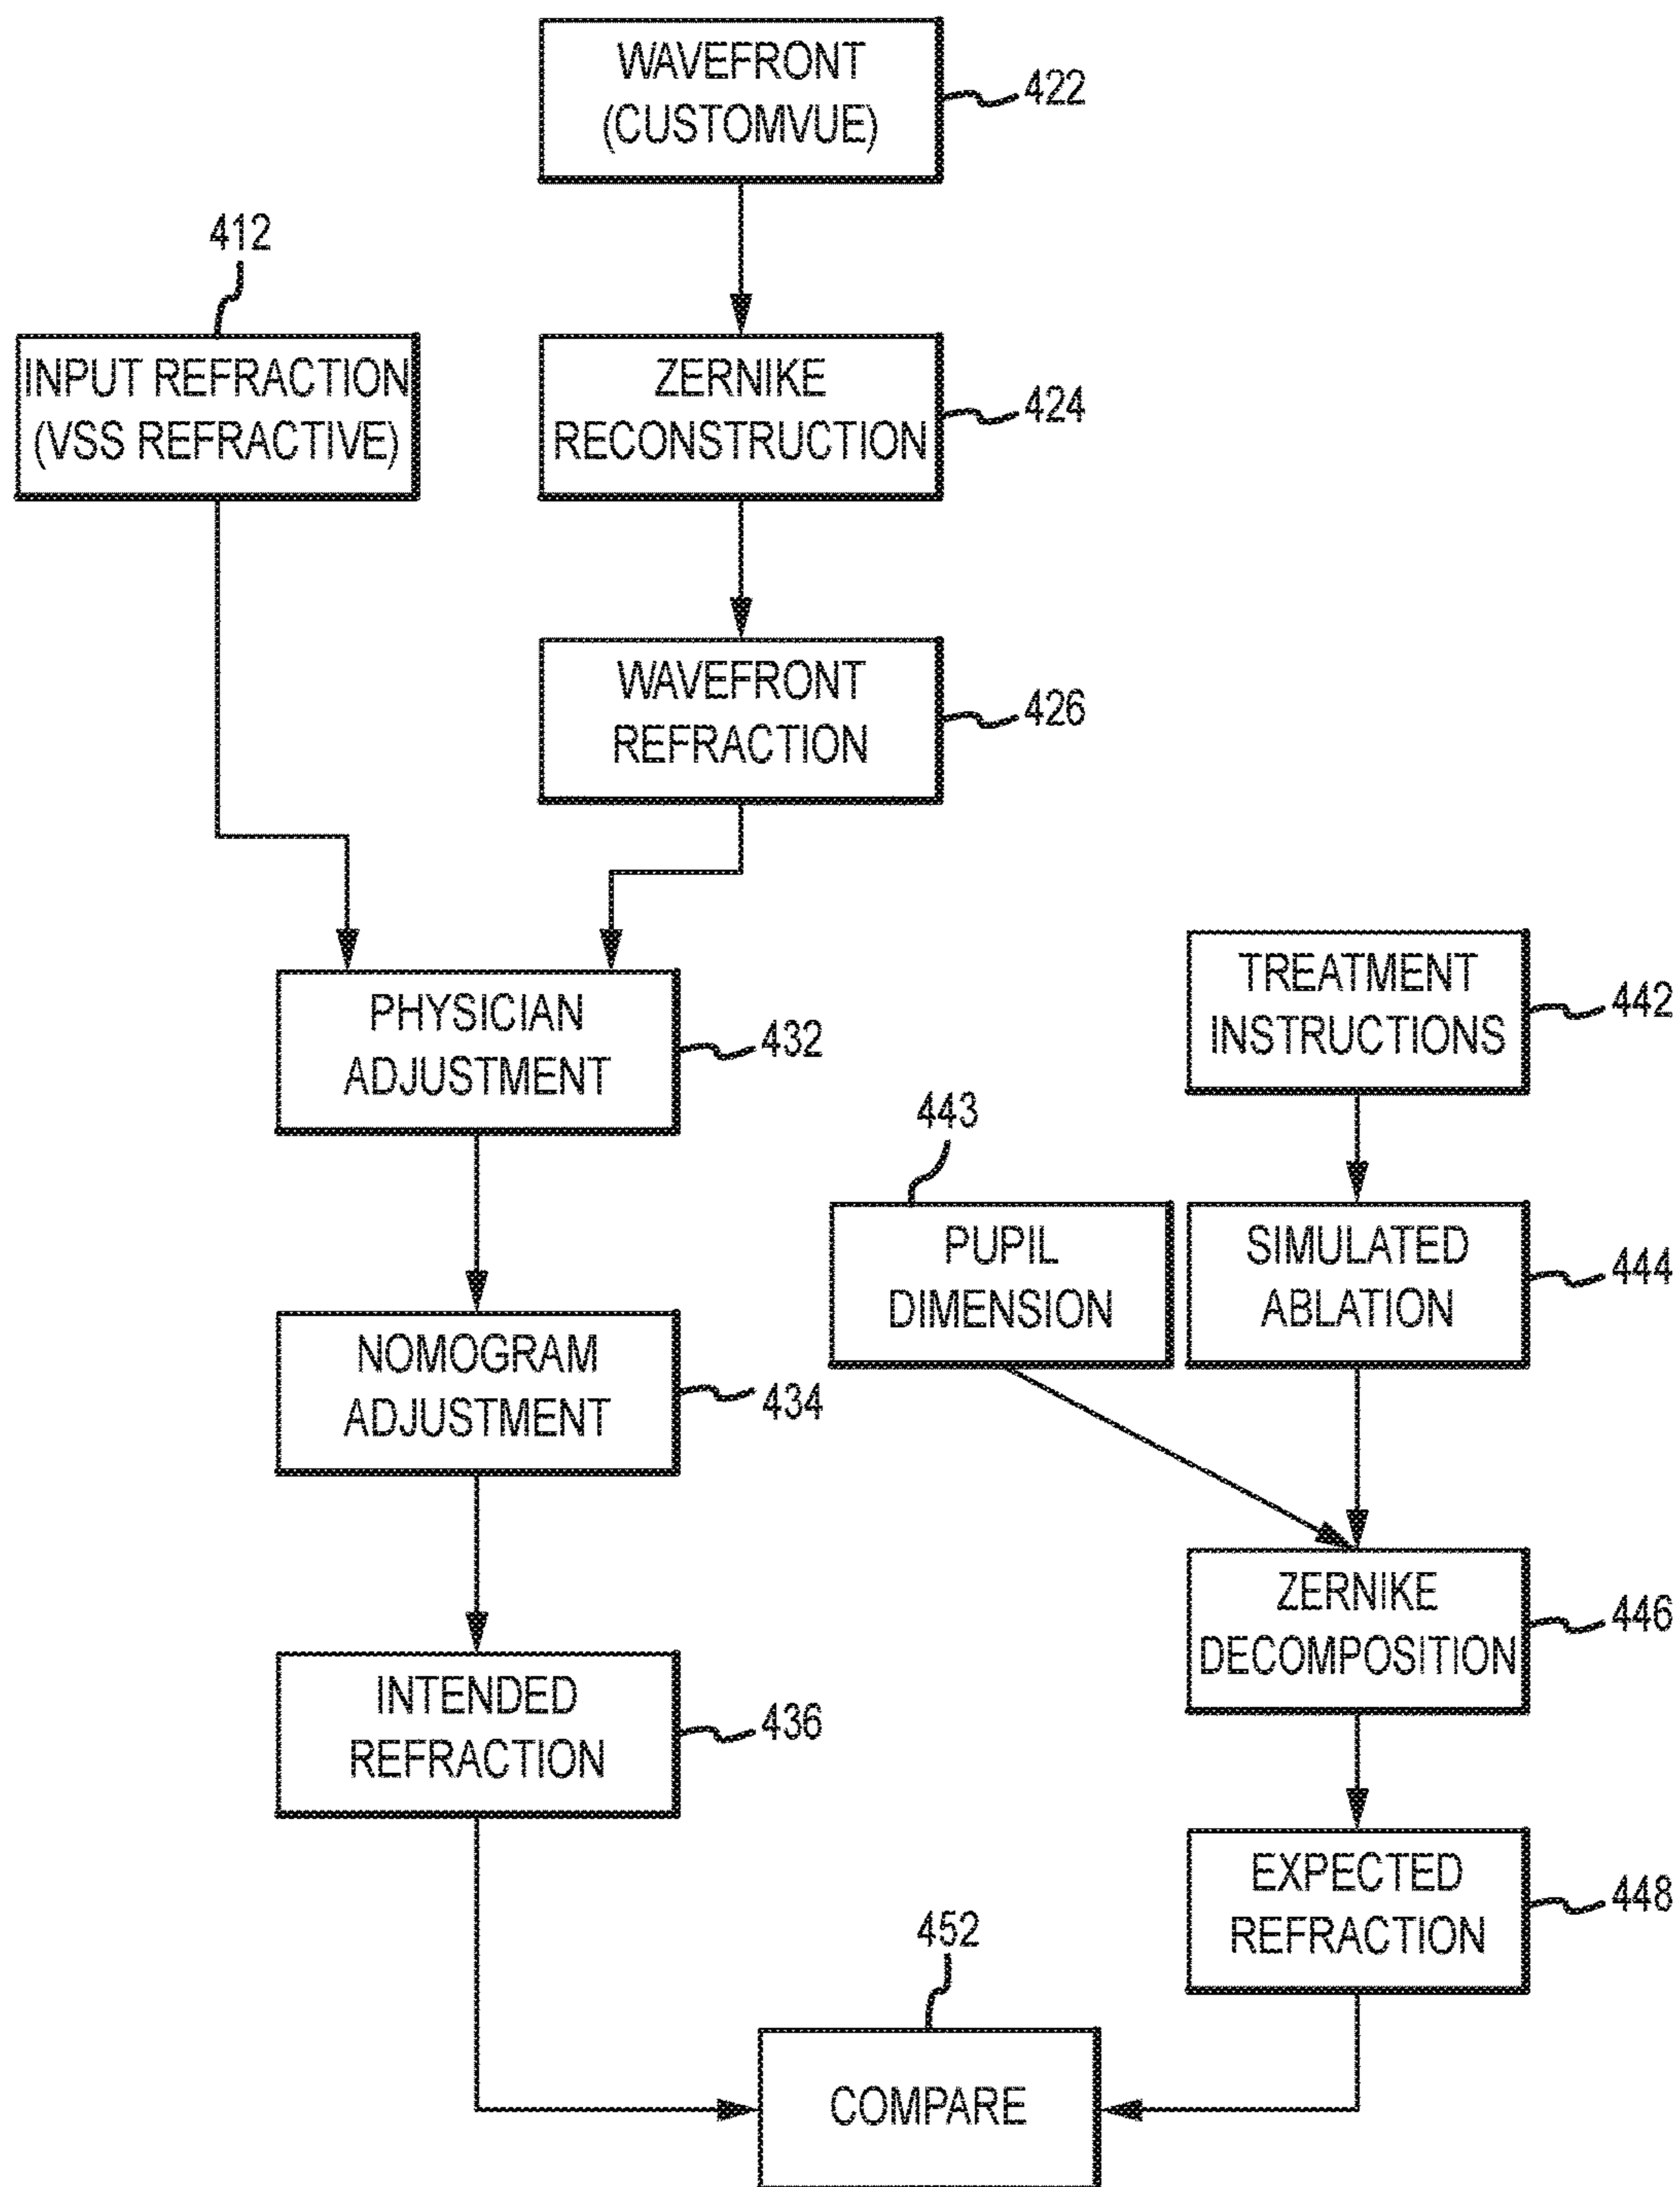 WAVEFRONT
(CUSTOMVUE)
422
412
INPUT REFRACTION
(VSS REFRACTIVE)
ZERNIKE
RECONSTRUCTION
424
WAVEFRONT
REFRACTION
426
PHYSICIAN
ADJUSTMENT
432
TREATMENT
INSTRUCTIONS
442
443
PUPIL
DIMENSION
SIMULATED
ABLATION
444
NOMOGRAM
ADJUSTMENT
434
ZERNIKE
DECOMPOSITION
446
INTENDED
REFRACTION
436
EXPECTED
REFRACTION
448
452
COMPARE